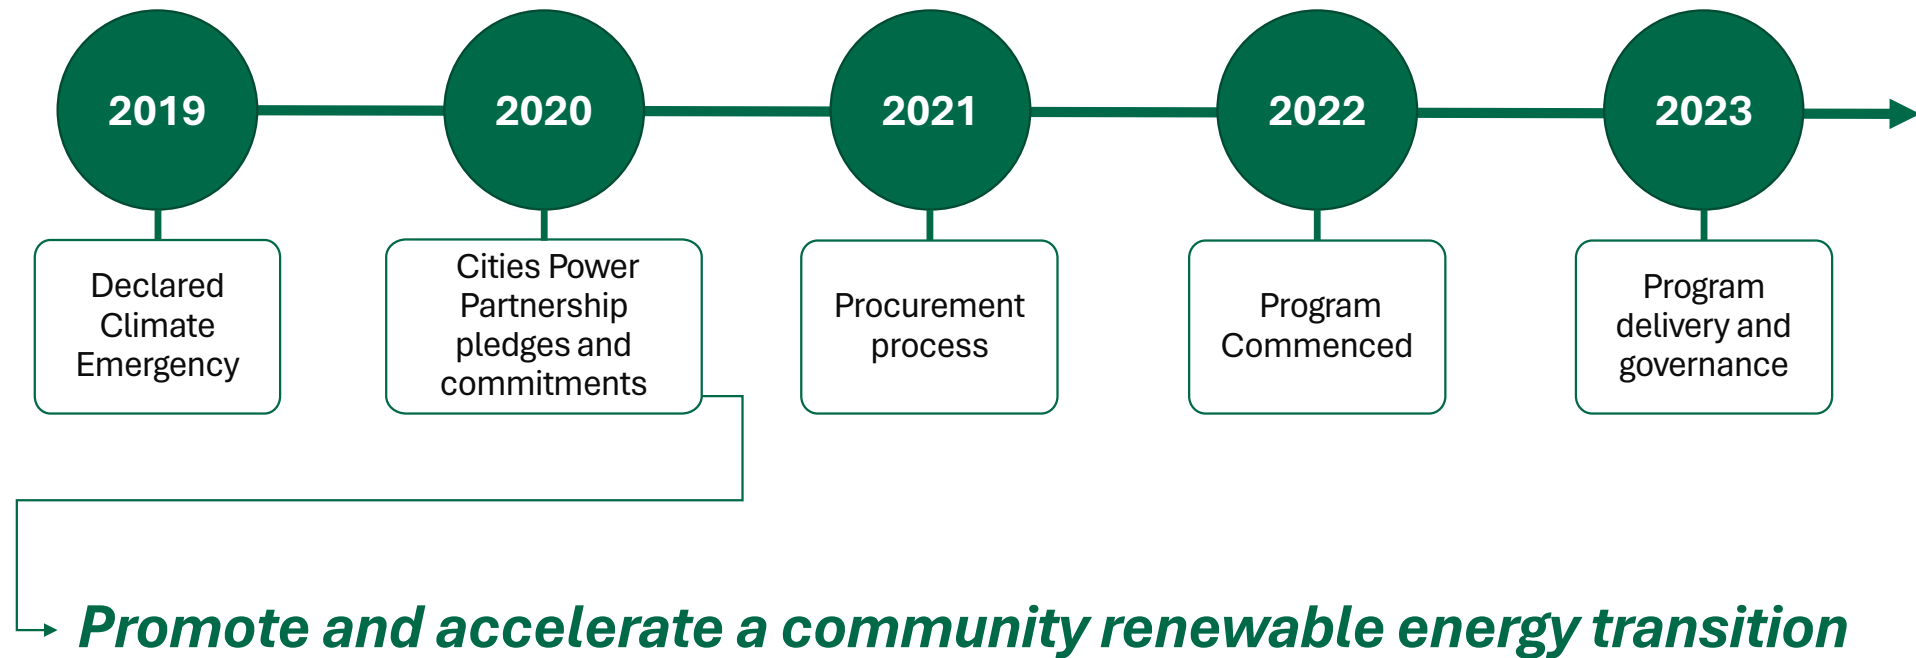 2019
2020
2021
2022
2023
Declared
Climate
Emergency
Cities Power
Partnership
pledges and
commitments
Procurement
process
Program
Commenced
Program
delivery and
governance
Promote and accelerate a community renewable energy transition